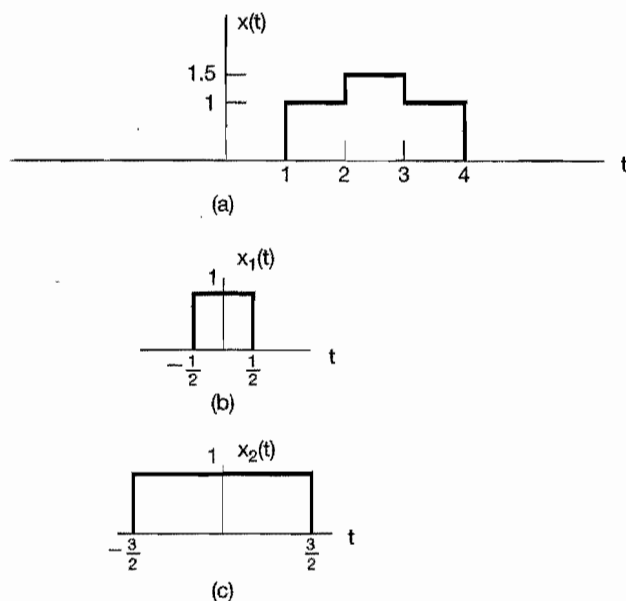 x(t)
1.5
1
1 2 3 4 t
(a)
1 x₁(t)
-1/2 1/2 t
(b)
1 x₂(t)
-3/2 3/2 t
(c)